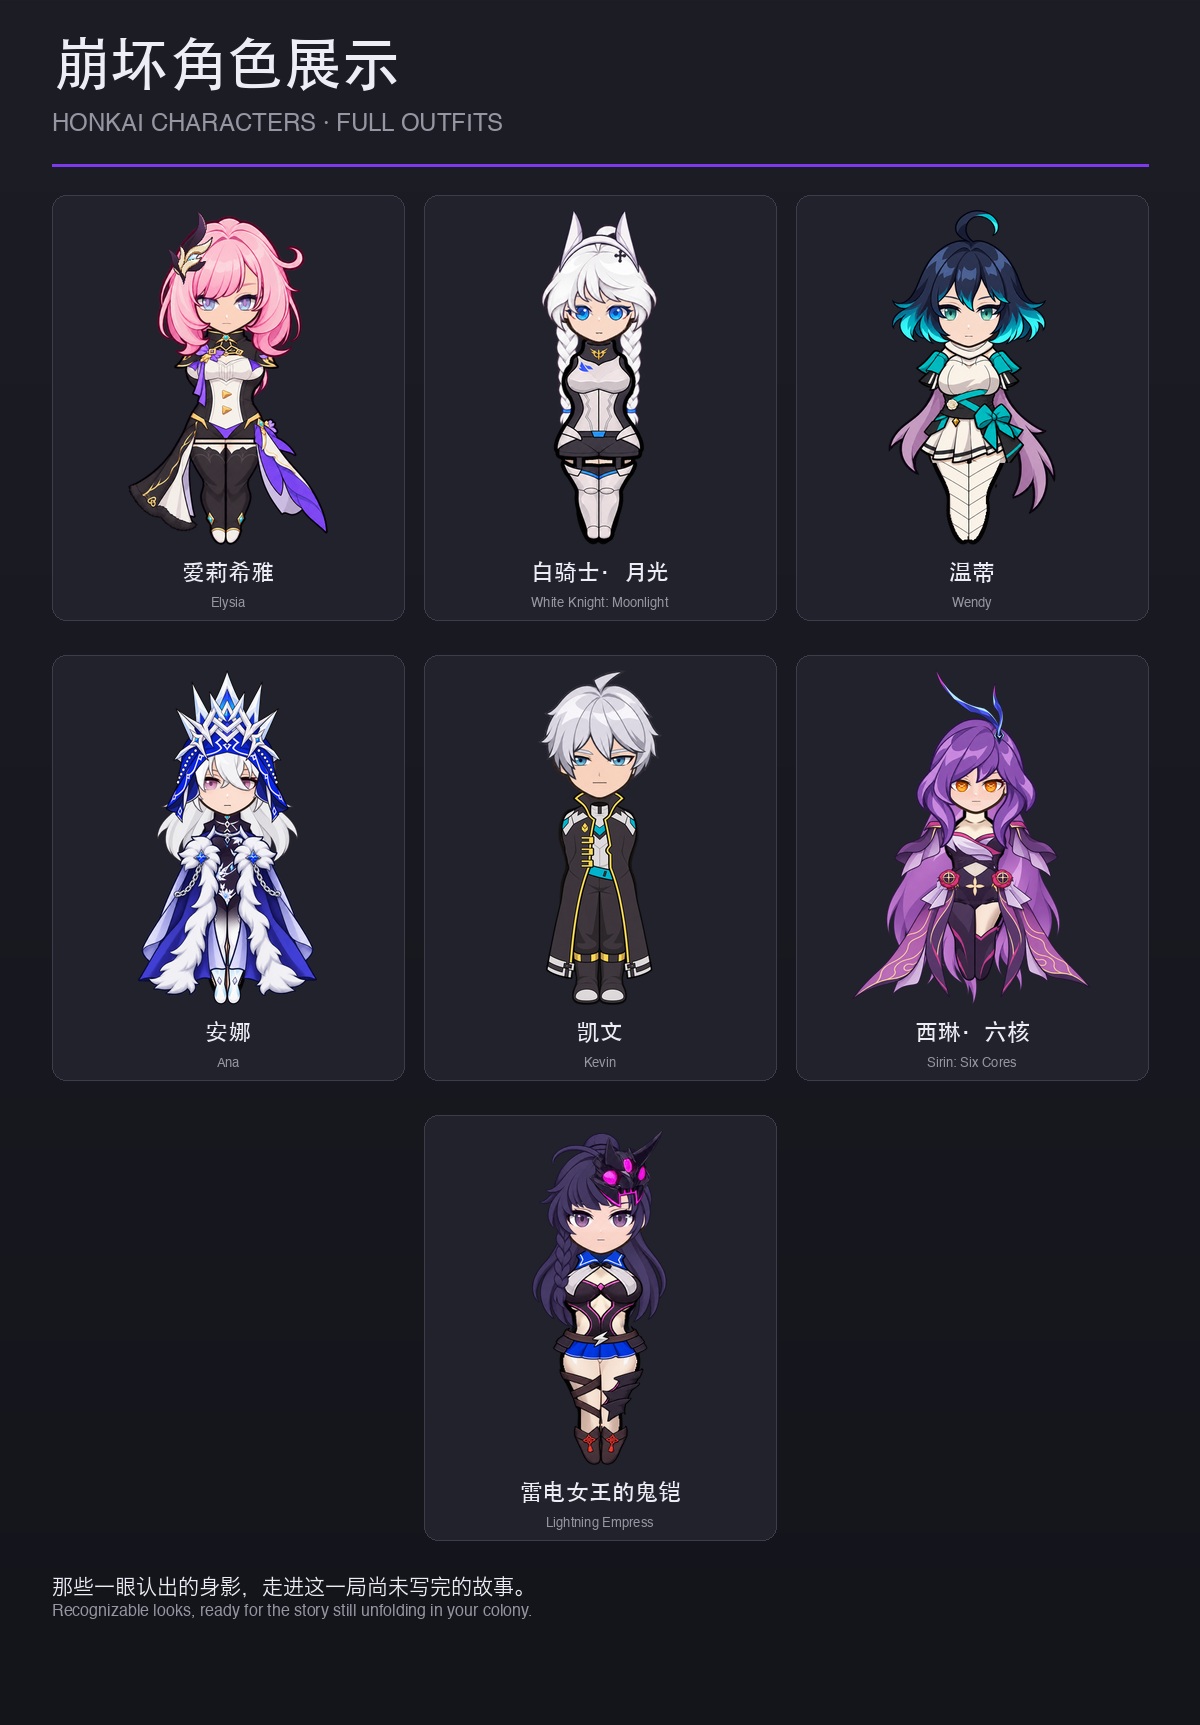 崩坏角色展示
HONKAI CHARACTERS · FULL OUTFITS
爱莉希雅
Elysia
白骑士· 月光
White Knight: Moonlight
温蒂
Wendy
安娜
Ana
凯文
Kevin
西琳· 六核
Sirin: Six Cores
雷电女王的鬼铠
Lightning Empress
那些一眼认出的身影，走进这一局尚未写完的故事。
Recognizable looks, ready for the story still unfolding in your colony.